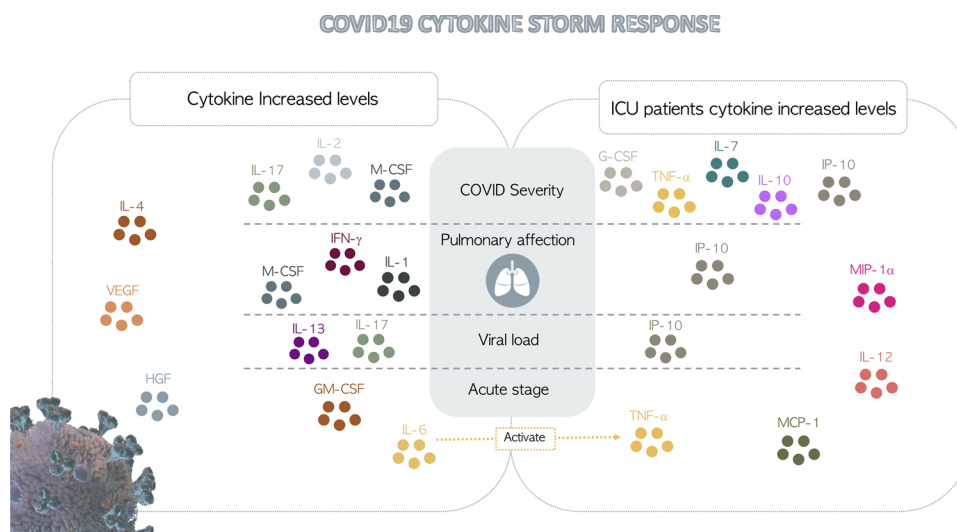 COVID19 CYTOKINE STORM RESPONSE
Cytokine Increased levels
ICU patients cytokine increased levels
IL-2
IL-17
M-CSF
COVID Severity
G-CSF
TNF-α
IL-7
IL-10
IP-10
IL-4
IFN-γ
M-CSF
IL-1
Pulmonary affection
IP-10
MIP-1α
VEGF
IL-13
IL-17
Viral load
IP-10
IL-12
HGF
GM-CSF
Acute stage
IL-6
Activate
TNF-α
MCP-1